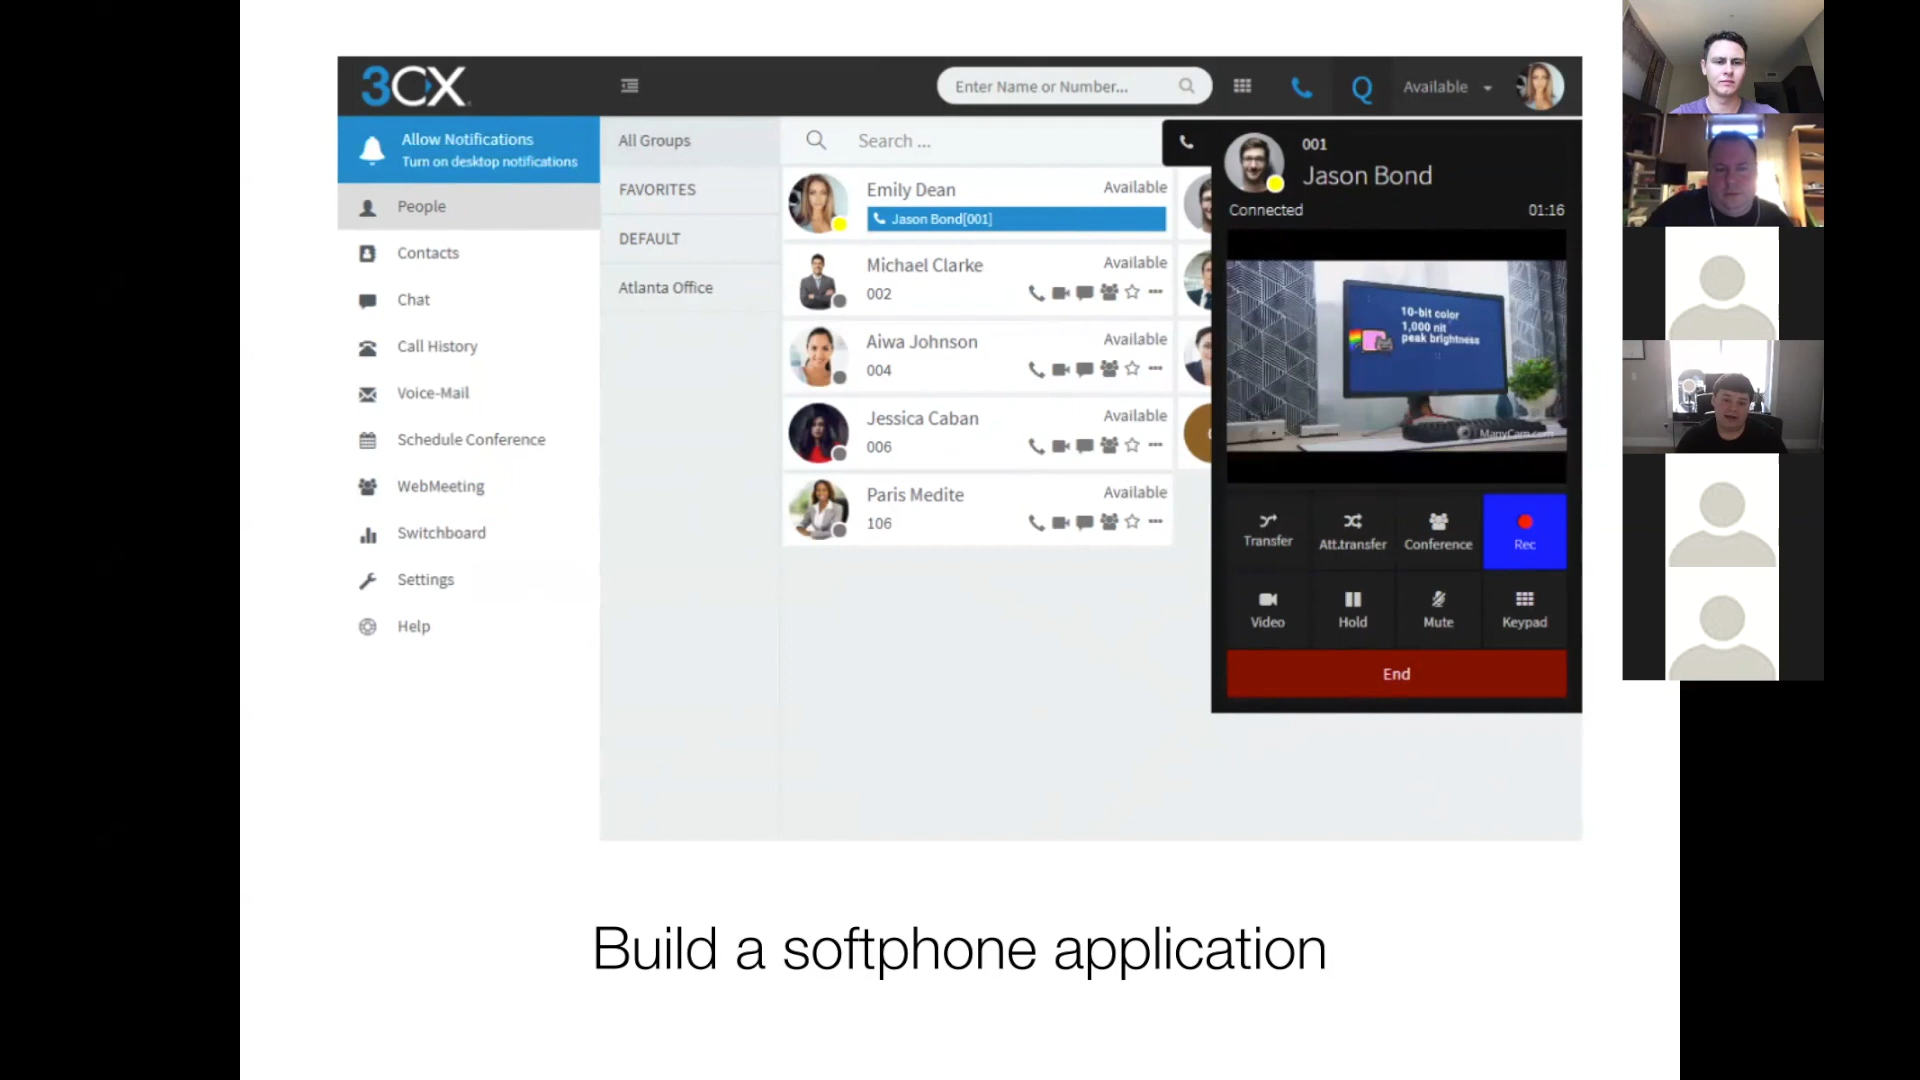 3CX
Enter Name or Number...
Q
Available
Allow Notifications
Turn on desktop notifications
People
Contacts
Chat
Call History
Voice-Mail
Schedule Conference
WebMeeting
Switchboard
Settings
Help
All Groups
FAVORITES
DEFAULT
Atlanta Office
Search ...
Emily Dean
Available
Jason Bond[001]
Michael Clarke
Available
002
Aiwa Johnson
Available
004
Jessica Caban
Available
006
Paris Medite
Available
106
001
Jason Bond
Connected
01:16
10-bit color
1,000 nit
peak brightness
ManyCam.com
Transfer
Att.transfer
Conference
Rec
Video
Hold
Mute
Keypad
End
Build a softphone application